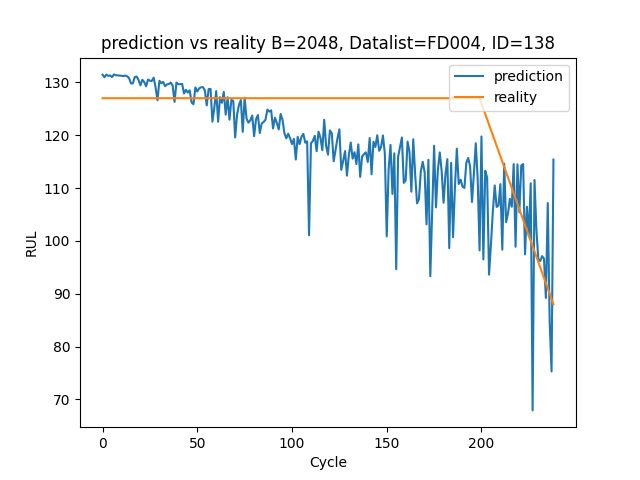 prediction vs reality B=2048, Datalist=FD004, ID=138
prediction
reality
130
120
110
100
90
80
70
RUL
0
50
100
150
200
Cycle